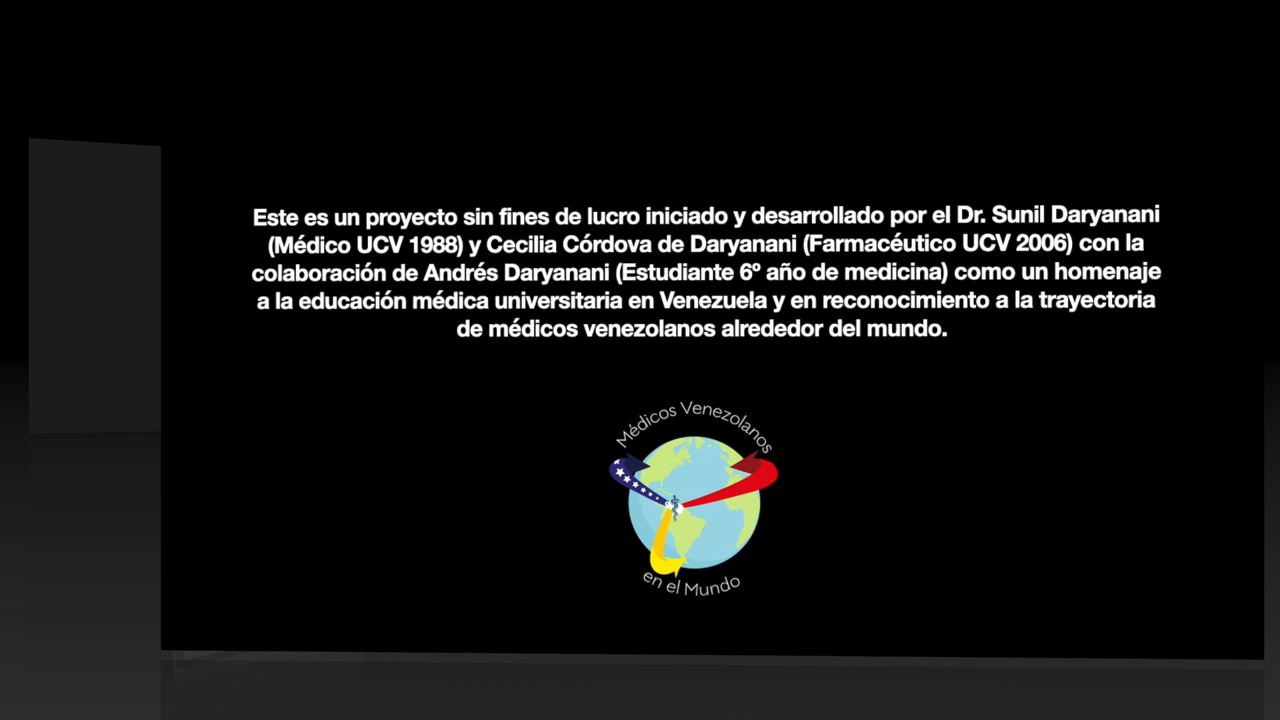 Este es un proyecto sin fines de lucro iniciado y desarrollado por el Dr. Sunil Daryanani
(Médico UCV 1988) y Cecilia Córdova de Daryanani (Farmacéutico UCV 2006) con la
colaboración de Andrés Daryanani (Estudiante 6º año de medicina) como un homenaje
a la educación médica universitaria en Venezuela y en reconocimiento a la trayectoria
de médicos venezolanos alrededor del mundo.
Médicos Venezolanos
en el Mundo